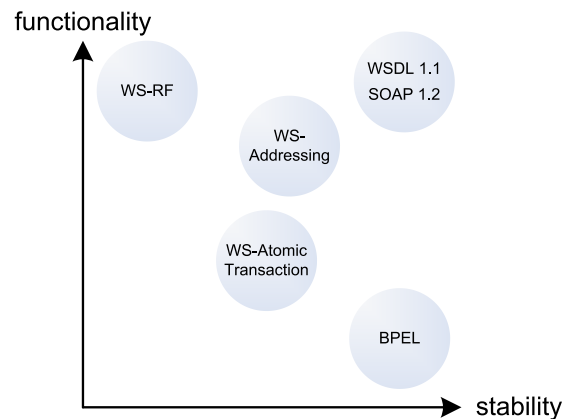 functionality
WS-RF
WSDL 1.1
SOAP 1.2
WS-
Addressing
WS-Atomic
Transaction
BPEL
stability